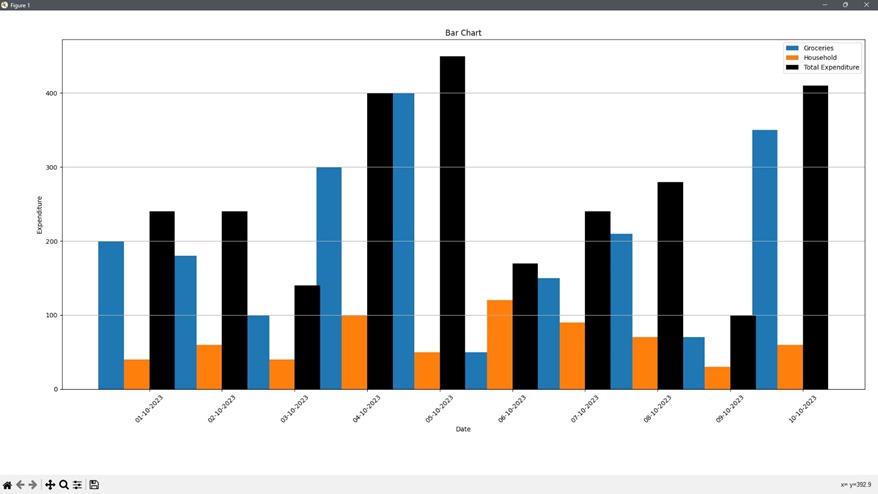 Figure 1
Bar Chart
Groceries
Household
Total Expenditure
400
300
200
100
0
Expenditure
01-10-2023
02-10-2023
03-10-2023
04-10-2023
05-10-2023
06-10-2023
07-10-2023
08-10-2023
09-10-2023
10-10-2023
Date
x= y=392.9